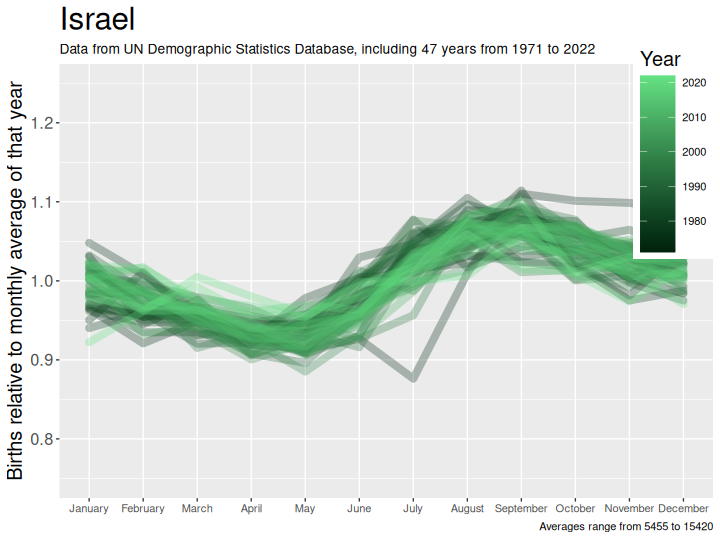 Israel
Data from UN Demographic Statistics Database, including 47 years from 1971 to 2022
Year
2020
2010
2000
1990
1980
Births relative to monthly average of that year
1.2
1.1
1.0
0.9
0.8
January February March April May June July August September October November December
Averages range from 5455 to 15420